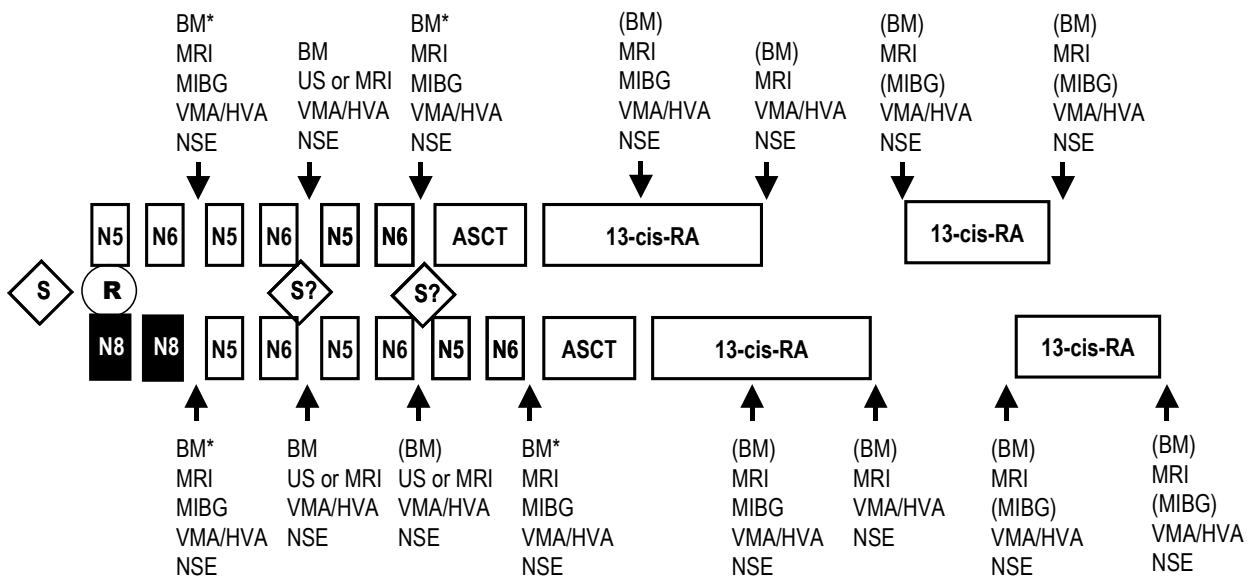 BM*
MRI
MIBG
VMA/HVA
NSE
BM
US or MRI
VMA/HVA
NSE
BM*
MRI
MIBG
VMA/HVA
NSE
(BM)
MRI
MIBG
VMA/HVA
NSE
(BM)
MRI
VMA/HVA
NSE
(BM)
MRI
(MIBG)
VMA/HVA
NSE
(BM)
MRI
(MIBG)
VMA/HVA
NSE
N5 N6 N5 N6 N5 N6 ASCT 13-cis-RA 13-cis-RA
S R S? S?
N8 N8 N5 N6 N5 N6 N5 N6 ASCT 13-cis-RA 13-cis-RA
BM*
MRI
MIBG
VMA/HVA
NSE
BM
US or MRI
VMA/HVA
NSE
(BM)
US or MRI
VMA/HVA
NSE
BM*
MRI
MIBG
VMA/HVA
NSE
(BM)
MRI
MIBG
VMA/HVA
NSE
(BM)
MRI
VMA/HVA
NSE
(BM)
MRI
(MIBG)
VMA/HVA
NSE
(BM)
MRI
(MIBG)
VMA/HVA
NSE